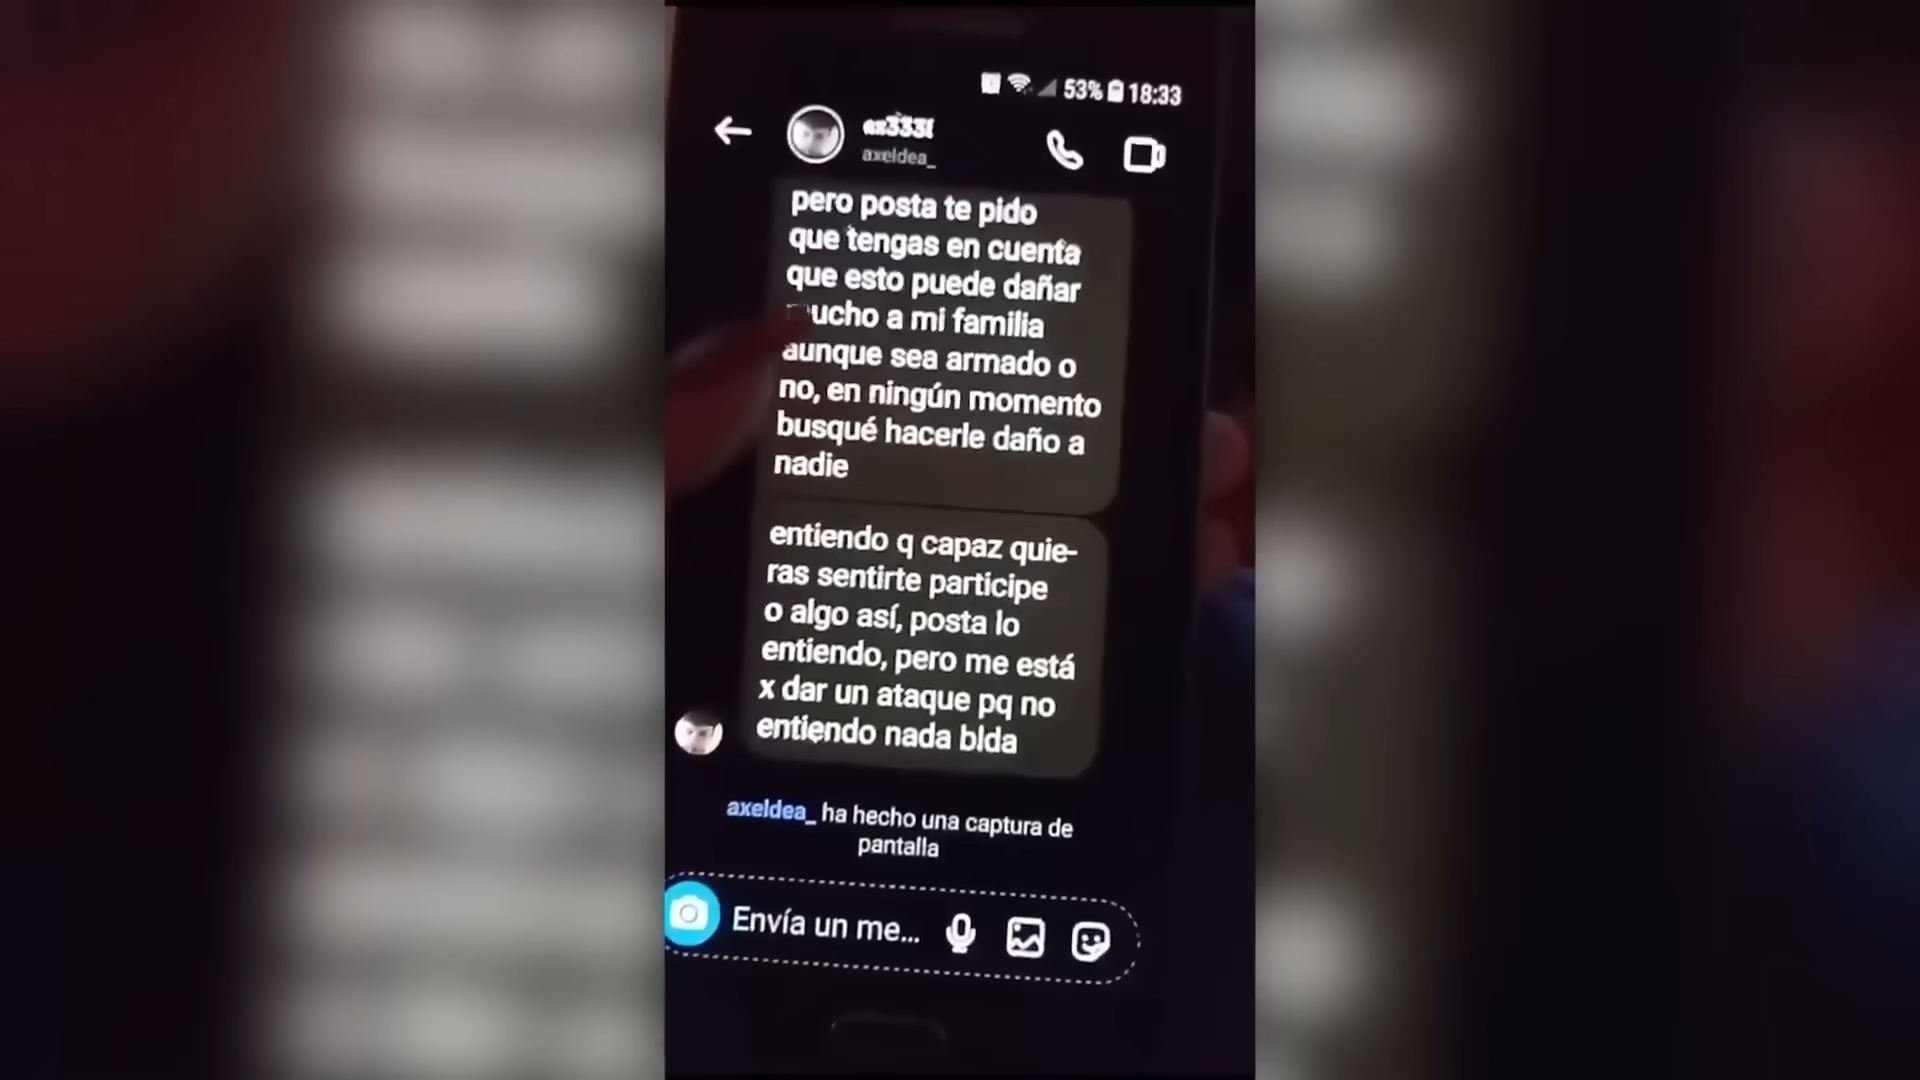 53% 18:33
axeldea_
pero posta te pido
que tengas en cuenta
que esto puede dañar
mucho a mi familia
aunque sea armado o
no, en ningún momento
busqué hacerle daño a
nadie
entiendo q capaz quie-
ras sentirte participe
o algo así, posta lo
entiendo, pero me está
x dar un ataque pq no
entiendo nada blda
axeldea_ ha hecho una captura de
pantalla
Envía un me...